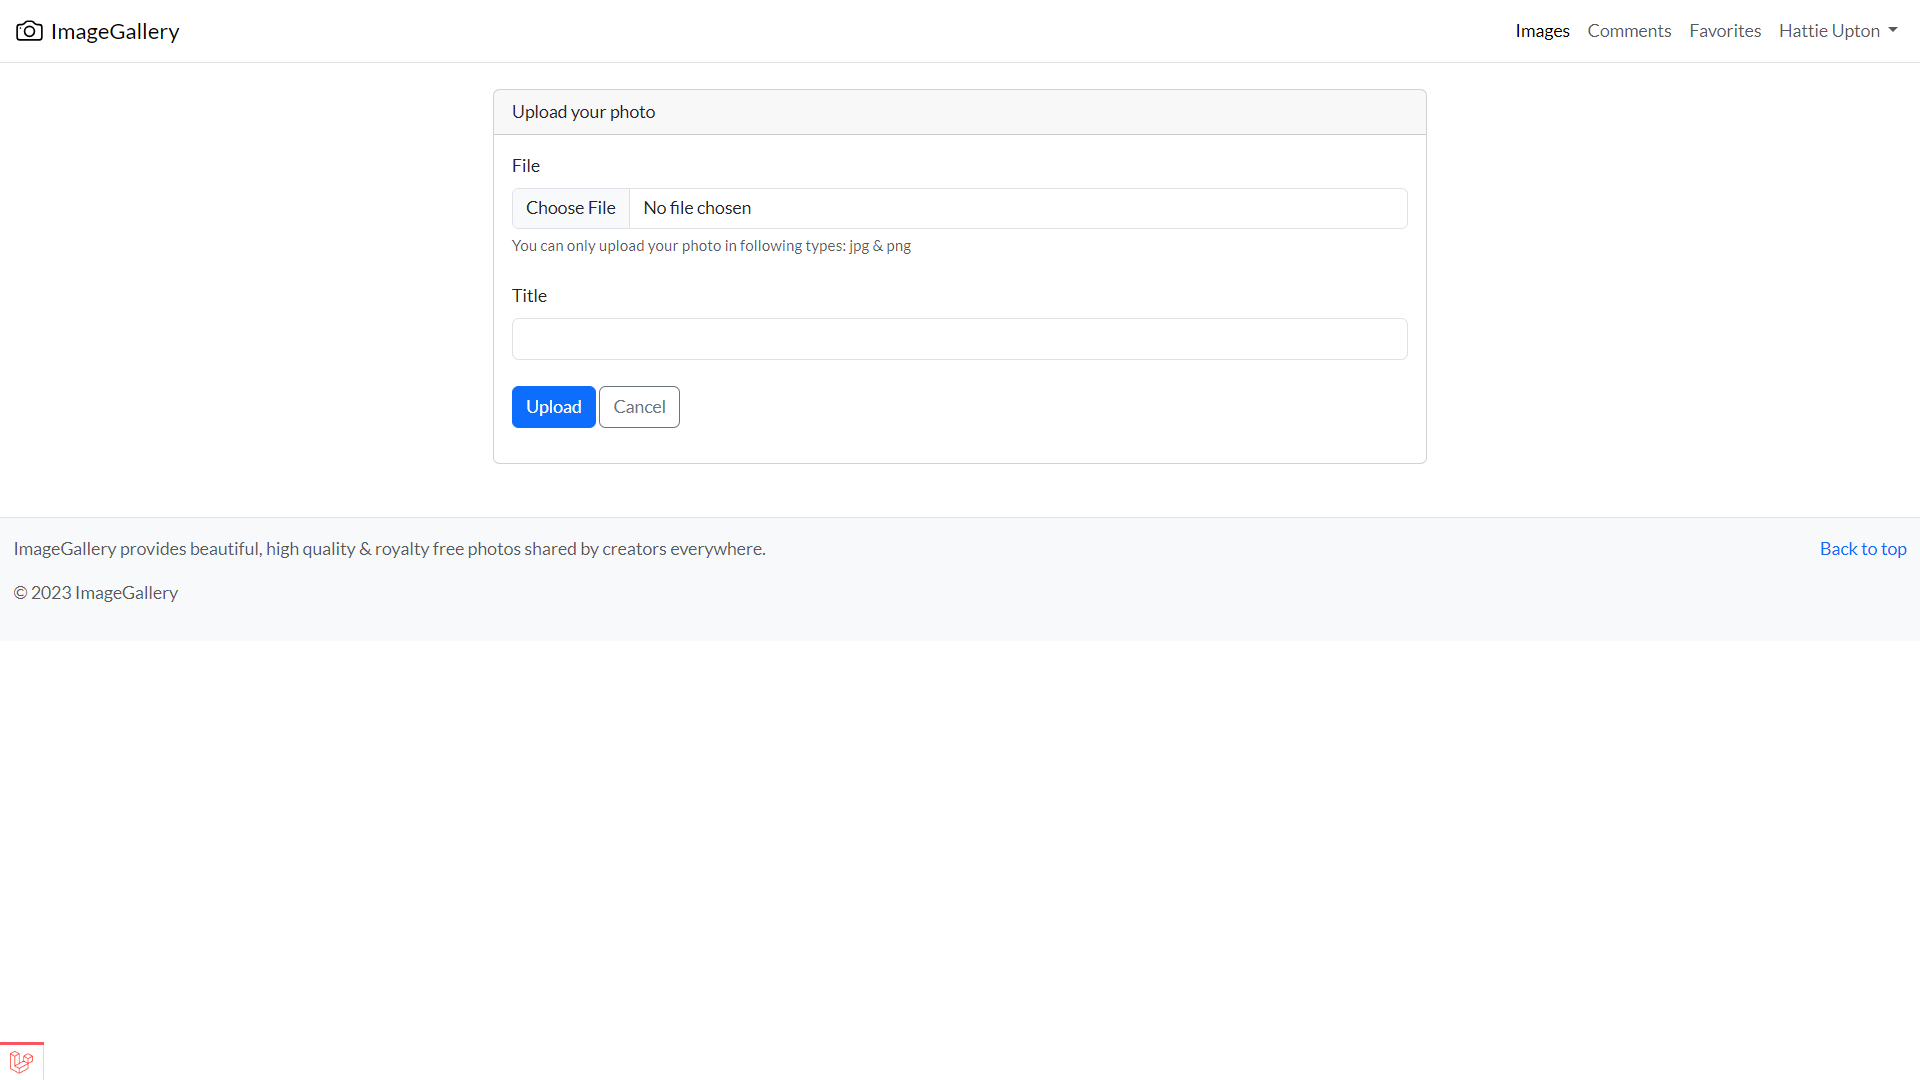 ImageGallery
Images Comments Favorites Hattie Upton
Upload your photo
File
Choose File No file chosen
You can only upload your photo in following types: jpg & png
Title
Upload Cancel
ImageGallery provides beautiful, high quality & royalty free photos shared by creators everywhere.
Back to top
© 2023 ImageGallery